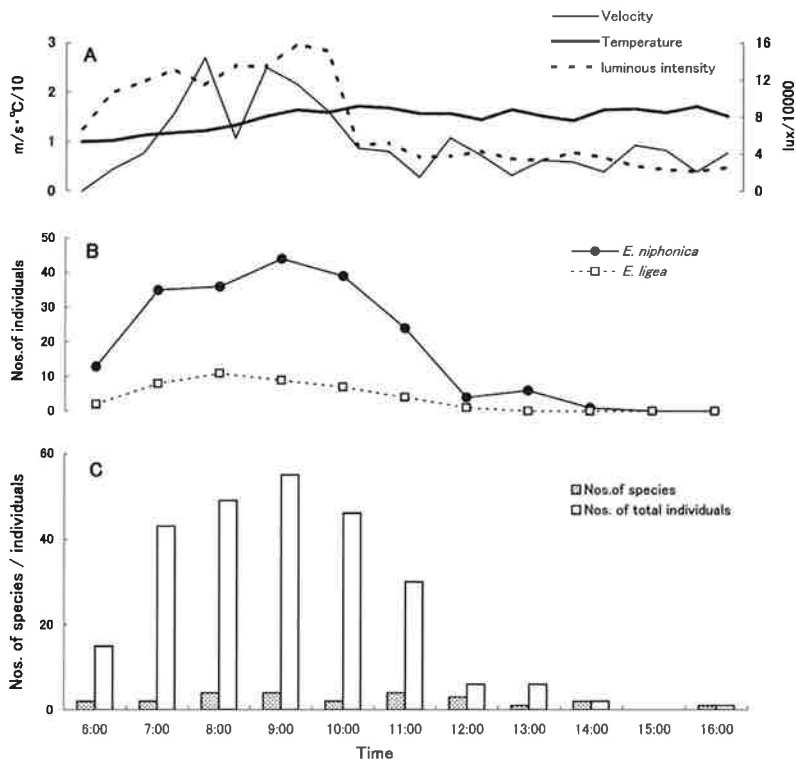 Velocity
Temperature
luminous intensity
A
3
2
1
0
m/s・℃/10
16
12
8
4
0
lux/10000
B
50
40
30
20
10
0
Nos.of individuals
E. niphonica
E. ligea
C
60
40
20
0
Nos. of species / individuals
Nos.of species
Nos. of total individuals
6:00 7:00 8:00 9:00 10:00 11:00 12:00 13:00 14:00 15:00 16:00
Time